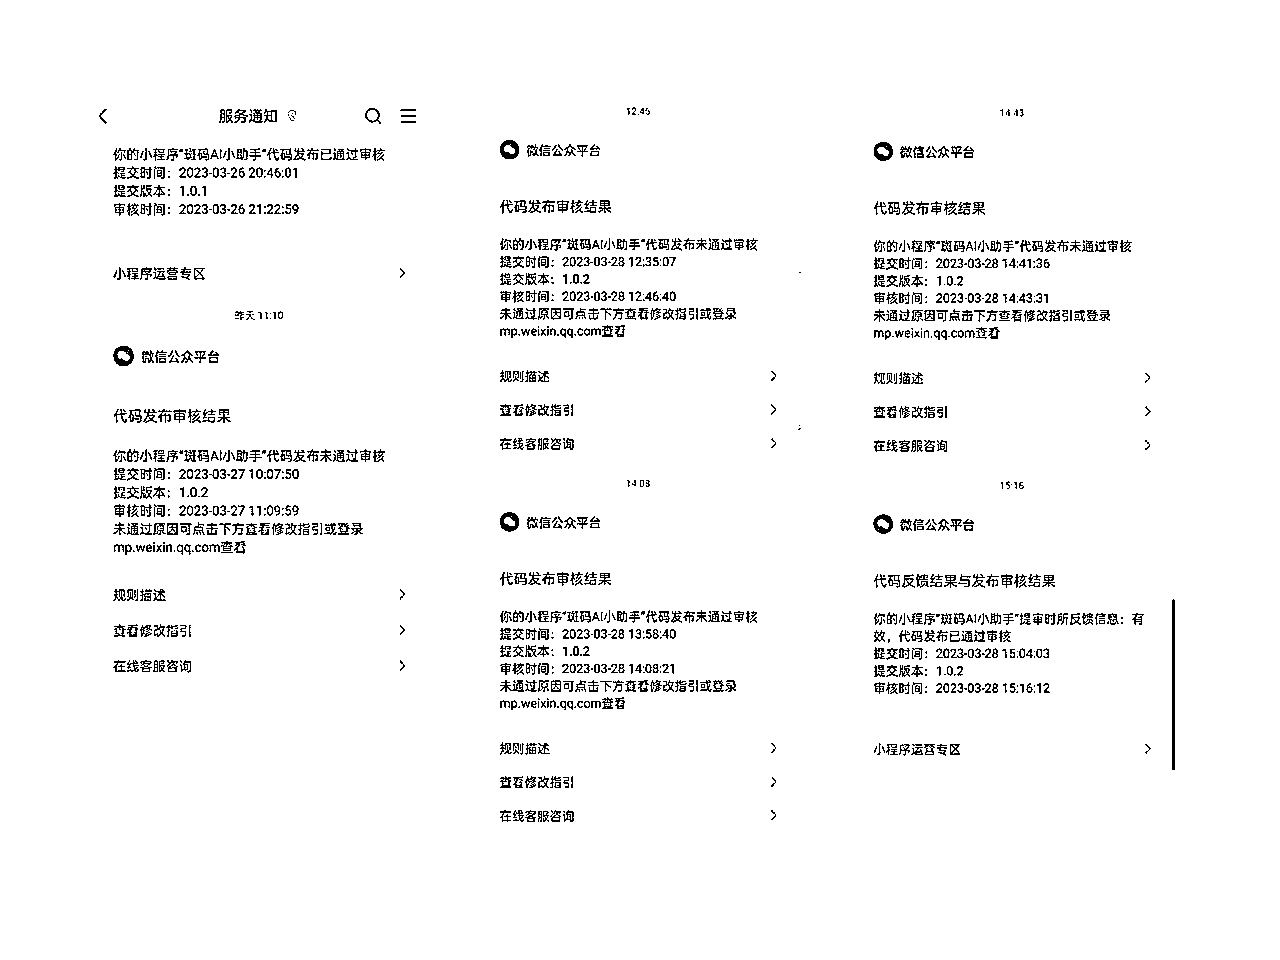 服务通知
你的小程序"斑码AI小助手"代码发布已通过审核
提交时间：2023-03-26 20:46:01
提交版本：1.0.1
审核时间：2023-03-26 21:22:59
小程序运营专区
昨天 11:10
微信公众平台
代码发布审核结果
你的小程序"斑码AI小助手"代码发布未通过审核
提交时间：2023-03-27 10:07:50
提交版本：1.0.2
审核时间：2023-03-27 11:09:59
未通过原因可点击下方查看修改指引或登录
mp.weixin.qq.com查看
规则描述
查看修改指引
在线客服咨询
12:46
微信公众平台
代码发布审核结果
你的小程序"斑码AI小助手"代码发布未通过审核
提交时间：2023-03-28 12:35:07
提交版本：1.0.2
审核时间：2023-03-28 12:46:40
未通过原因可点击下方查看修改指引或登录
mp.weixin.qq.com查看
规则描述
查看修改指引
在线客服咨询
14:08
微信公众平台
代码发布审核结果
你的小程序"斑码AI小助手"代码发布未通过审核
提交时间：2023-03-28 13:58:40
提交版本：1.0.2
审核时间：2023-03-28 14:08:21
未通过原因可点击下方查看修改指引或登录
mp.weixin.qq.com查看
规则描述
查看修改指引
在线客服咨询
14:43
微信公众平台
代码发布审核结果
你的小程序"斑码AI小助手"代码发布未通过审核
提交时间：2023-03-28 14:41:36
提交版本：1.0.2
审核时间：2023-03-28 14:43:31
未通过原因可点击下方查看修改指引或登录
mp.weixin.qq.com查看
规则描述
查看修改指引
在线客服咨询
15:16
微信公众平台
代码反馈结果与发布审核结果
你的小程序"斑码AI小助手"提审时所反馈信息：有
效，代码发布已通过审核
提交时间：2023-03-28 15:04:03
提交版本：1.0.2
审核时间：2023-03-28 15:16:12
小程序运营专区